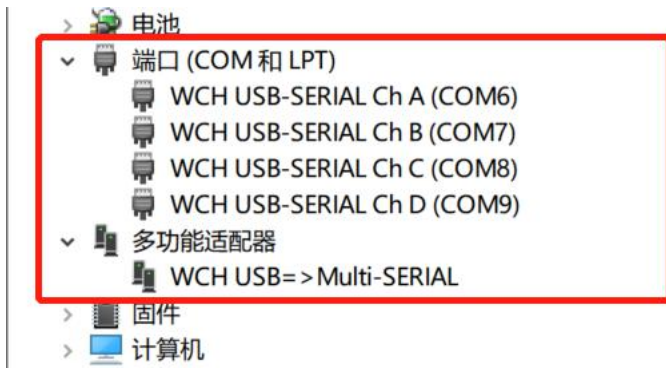 电池
端口 (COM 和 LPT)
WCH USB-SERIAL Ch A (COM6)
WCH USB-SERIAL Ch B (COM7)
WCH USB-SERIAL Ch C (COM8)
WCH USB-SERIAL Ch D (COM9)
多功能适配器
WCH USB=>Multi-SERIAL
固件
计算机